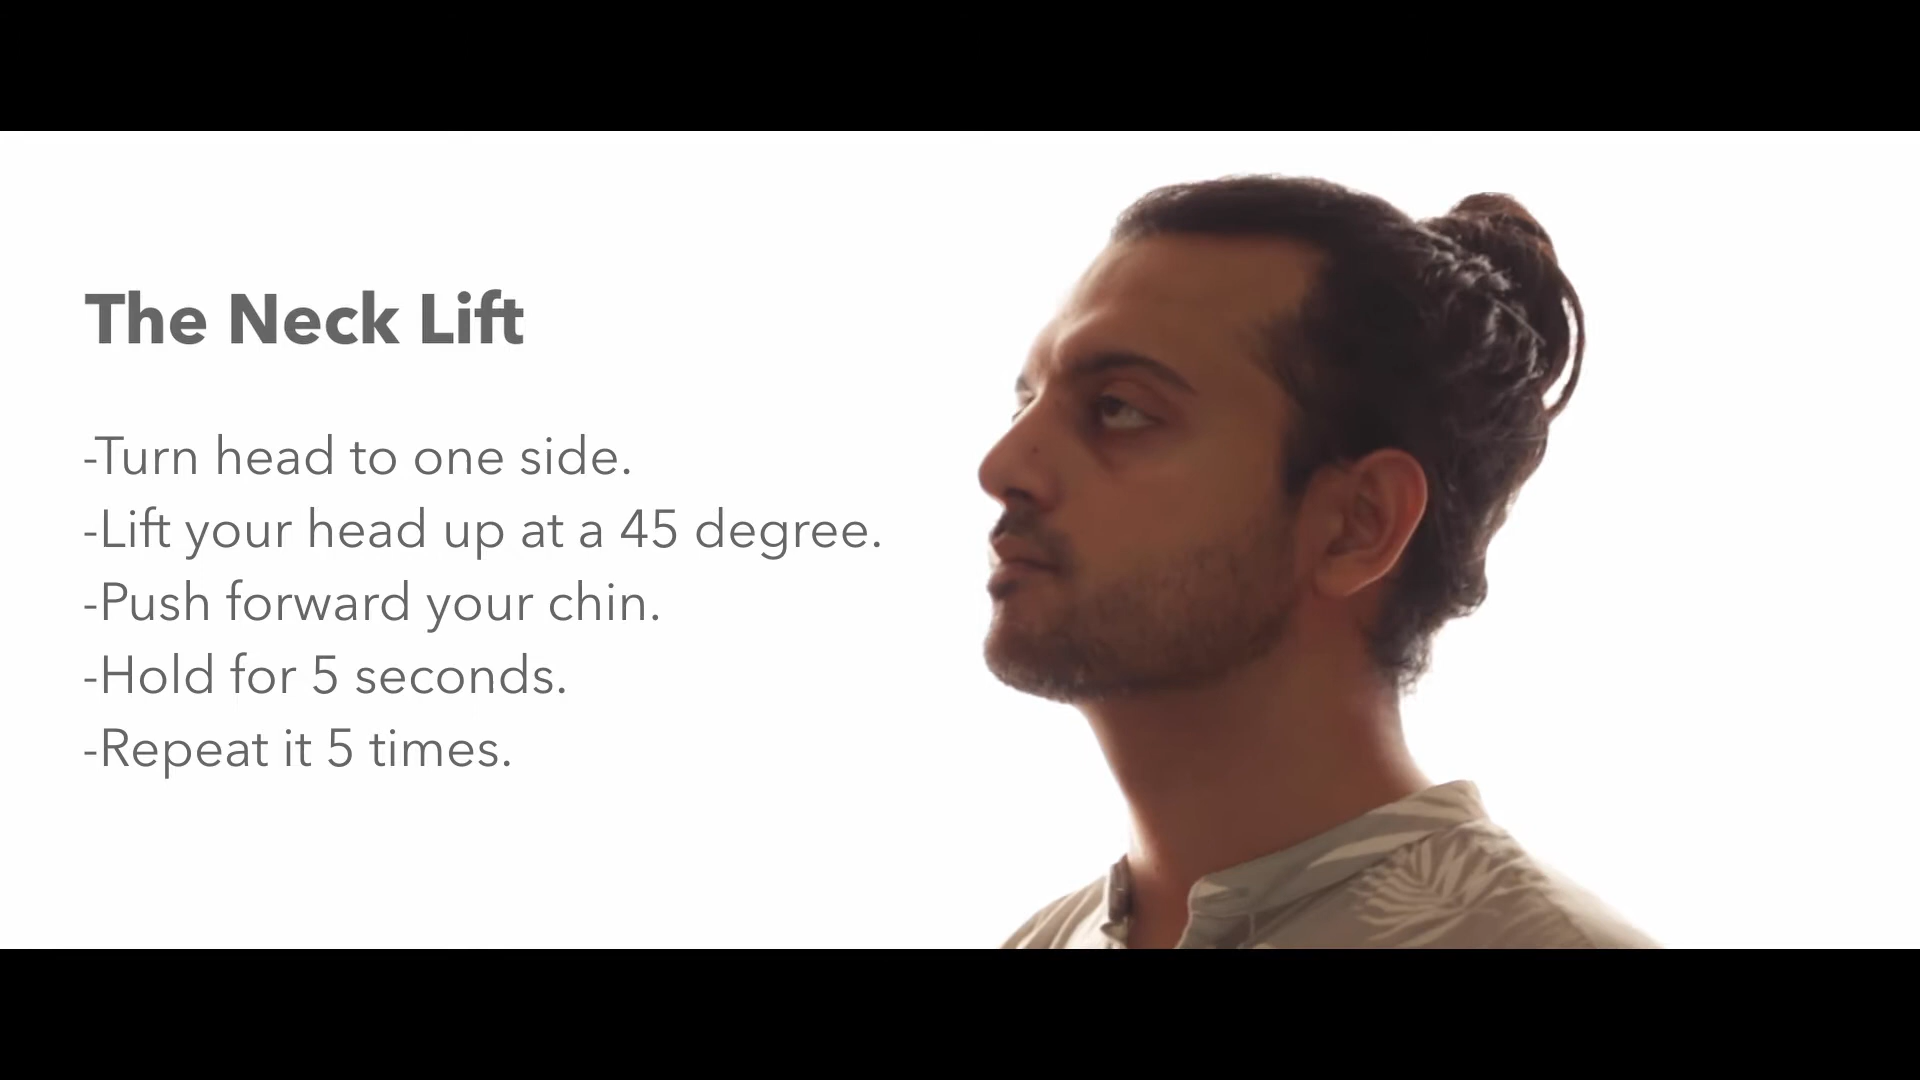 The Neck Lift
-Turn head to one side.
-Lift your head up at a 45 degree.
-Push forward your chin.
-Hold for 5 seconds.
-Repeat it 5 times.